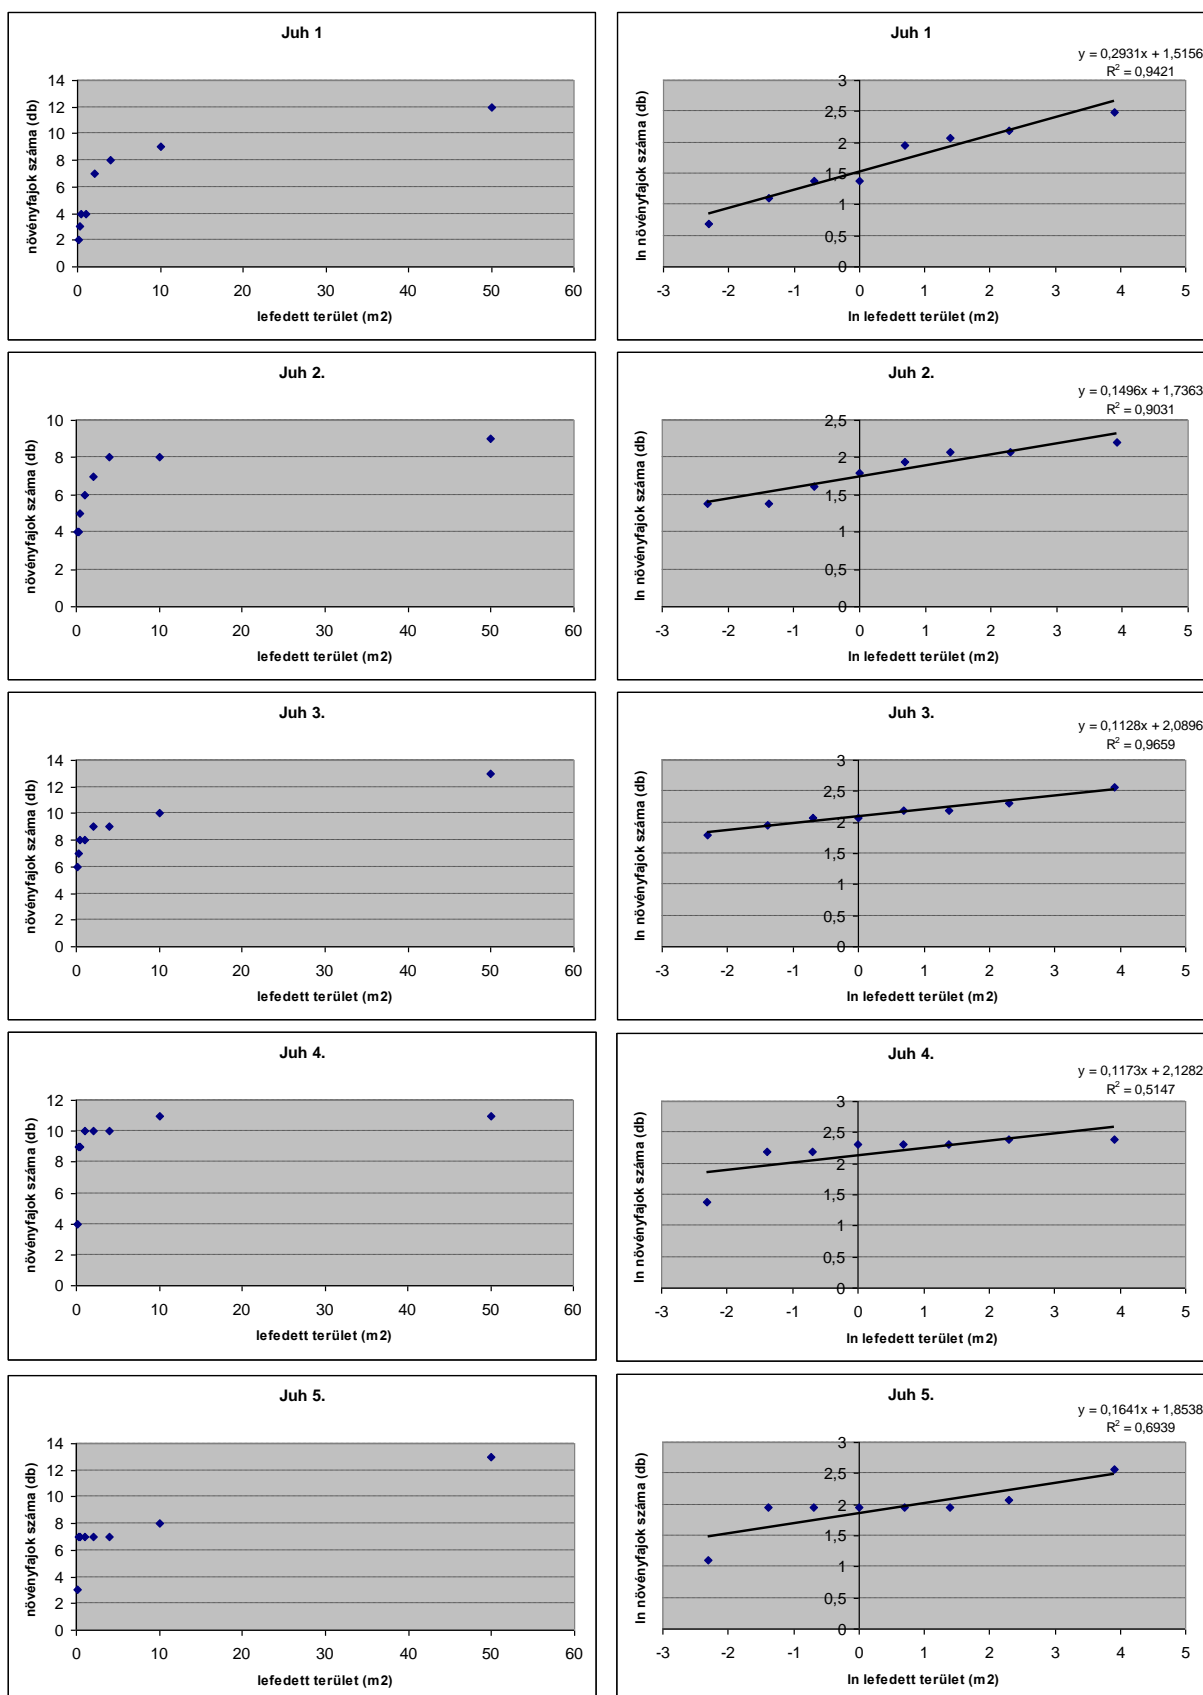 Juh 1
növényfajok száma (db)
14
12
10
8
6
4
2
0
0 10 20 30 40 50 60
lefedett terület (m2)
Juh 1
y = 0,2931x + 1,5156
R² = 0,9421
ln növényfajok száma (db)
3
2,5
2
1,5
1
0,5
0
-3 -2 -1 0 1 2 3 4 5
ln lefedett terület (m2)
Juh 2.
növényfajok száma (db)
10
8
6
4
2
0
0 10 20 30 40 50 60
lefedett terület (m2)
Juh 2.
y = 0,1496x + 1,7363
R² = 0,9031
ln növényfajok száma (db)
2,5
2
1,5
1
0,5
0
-3 -2 -1 0 1 2 3 4 5
ln lefedett terület (m2)
Juh 3.
növényfajok száma (db)
14
12
10
8
6
4
2
0
0 10 20 30 40 50 60
lefedett terület (m2)
Juh 3.
y = 0,1128x + 2,0896
R² = 0,9659
ln növényfajok száma (db)
3
2,5
2
1,5
1
0,5
0
-3 -2 -1 0 1 2 3 4 5
ln lefedett terület (m2)
Juh 4.
növényfajok száma (db)
12
10
8
6
4
2
0
0 10 20 30 40 50 60
lefedett terület (m2)
Juh 4.
y = 0,1173x + 2,1282
R² = 0,5147
ln növényfajok száma (db)
3
2,5
2
1,5
1
0,5
0
-3 -2 -1 0 1 2 3 4 5
ln lefedett terület (m2)
Juh 5.
növényfajok száma (db)
14
12
10
8
6
4
2
0
0 10 20 30 40 50 60
lefedett terület (m2)
Juh 5.
y = 0,1641x + 1,8538
R² = 0,6939
ln növényfajok száma (db)
3
2,5
2
1,5
1
0,5
0
-3 -2 -1 0 1 2 3 4 5
ln lefedett terület (m2)